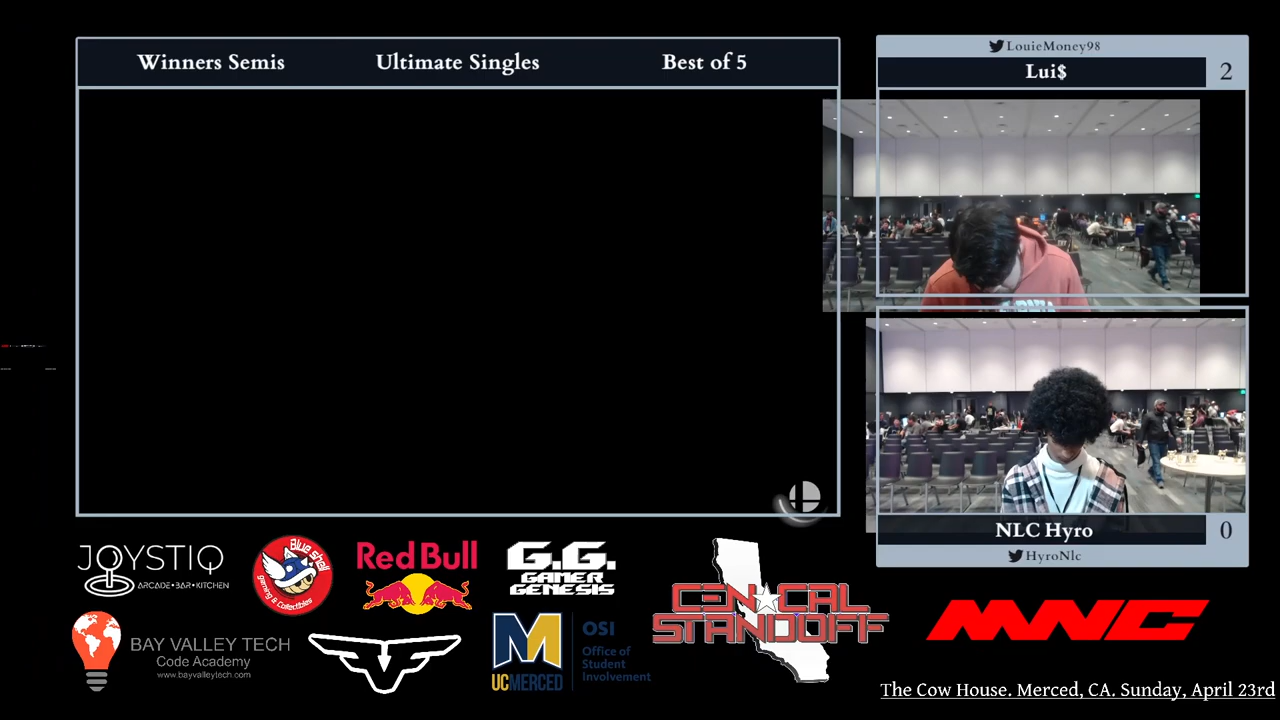 Winners Semis
Ultimate Singles
Best of 5
LouieMoney98
Lui$
2
NLC Hyro
0
HyroNlc
JOYSTIQ
ARCADE•BAR•KITCHEN
Blue Shell
gaming & Collectibles
Red Bull
G.G.
GAMER
GENESIS
CEN CAL
STANDOFF
MNC
BAY VALLEY TECH
Code Academy
www.bayvalleytech.com
UCMERCED
OSI
Office of
Student
Involvement
The Cow House. Merced, CA. Sunday, April 23rd